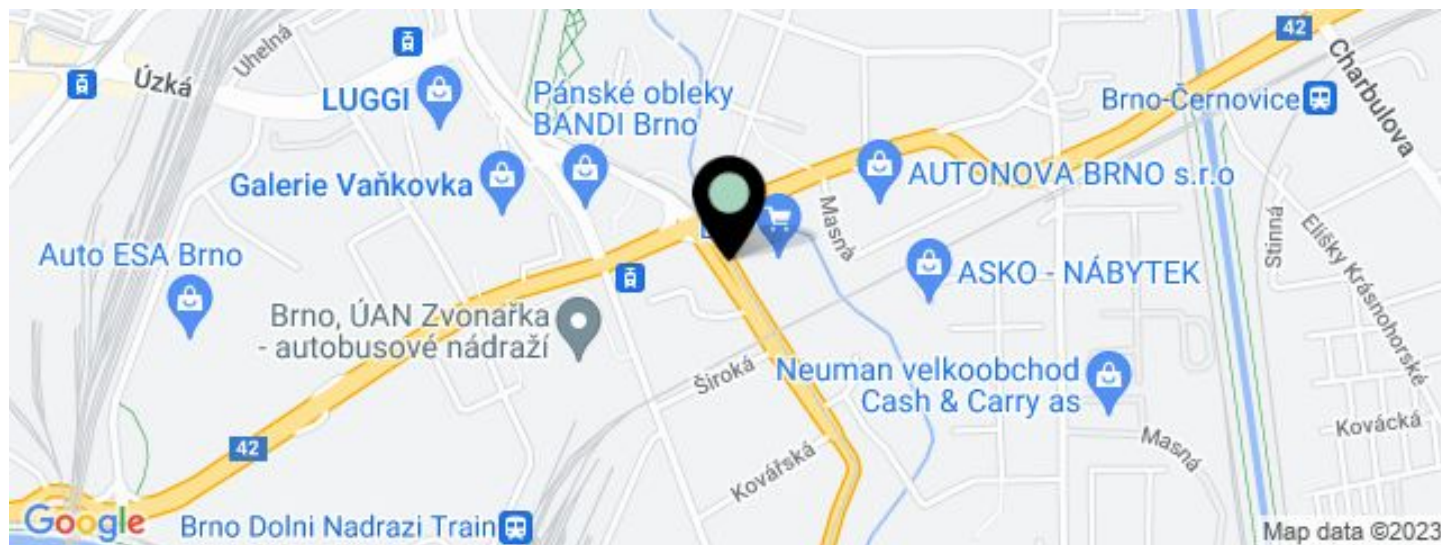 42
Charbulova
Uhelná
Úzká
LUGGI
Pánské obleky
BANDI Brno
Brno-Černovice
Galerie Vaňkovka
AUTONOVA BRNO s.r.o
Masná
Stinná
Elišky Krásnohorské
Auto ESA Brno
ASKO - NÁBYTEK
Brno, ÚAN Zvonařka
- autobusové nádraží
Široká
Neuman velkoobchod
Cash & Carry as
Kovácká
42
Masná
Kovářská
Google
Brno Dolni Nadrazi Train
Map data ©2023